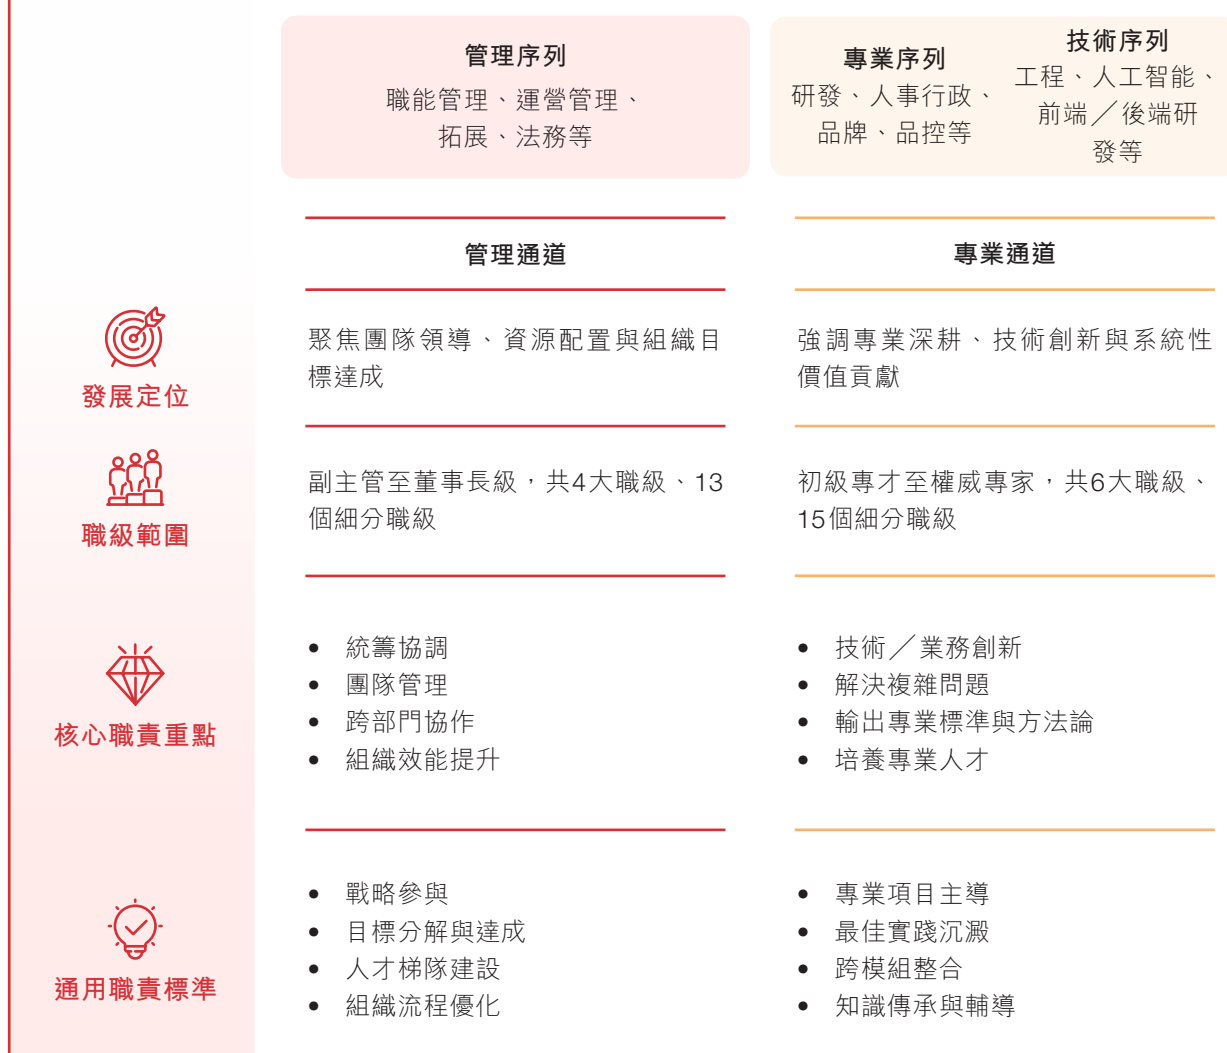 管理序列
職能管理、運營管理、
拓展、法務等
專業序列
研發、人事行政、
品牌、品控等
技術序列
工程、人工智能、
前端／後端研
發等
管理通道
專業通道
發展定位
聚焦團隊領導、資源配置與組織目
標達成
強調專業深耕、技術創新與系統性
價值貢獻
職級範圍
副主管至董事長級，共4大職級、13
個細分職級
初級專才至權威專家，共6大職級、
15個細分職級
核心職責重點
• 統籌協調
• 團隊管理
• 跨部門協作
• 組織效能提升
• 技術／業務創新
• 解決複雜問題
• 輸出專業標準與方法論
• 培養專業人才
通用職責標準
• 戰略參與
• 目標分解與達成
• 人才梯隊建設
• 組織流程優化
• 專業項目主導
• 最佳實踐沉澱
• 跨模組整合
• 知識傳承與輔導